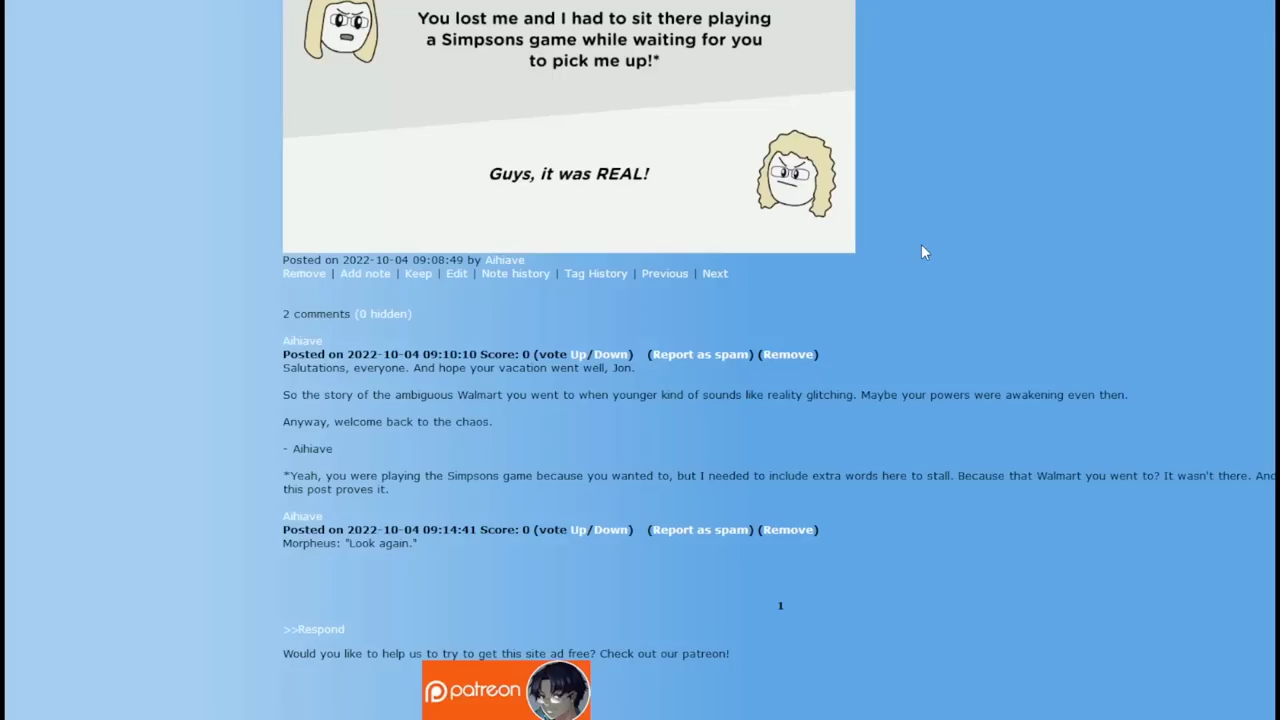 You lost me and I had to sit there playing
a Simpsons game while waiting for you
to pick me up!*
Guys, it was REAL!
Posted on 2022-10-04 09:08:49 by Aihiave
Remove | Add note | Keep | Edit | Note history | Tag History | Previous | Next
2 comments (0 hidden)
Aihiave
Posted on 2022-10-04 09:10:10 Score: 0 (vote Up/Down) (Report as spam) (Remove)
Salutations, everyone. And hope your vacation went well, Jon.
So the story of the ambiguous Walmart you went to when younger kind of sounds like reality glitching. Maybe your powers were awakening even then.
Anyway, welcome back to the chaos.
- Aihiave
*Yeah, you were playing the Simpsons game because you wanted to, but I needed to include extra words here to stall. Because that Walmart you went to? It wasn't there. And
this post proves it.
Aihiave
Posted on 2022-10-04 09:14:41 Score: 0 (vote Up/Down) (Report as spam) (Remove)
Morpheus: "Look again."
1
>>Respond
Would you like to help us to try to get this site ad free? Check out our patreon!
patreon